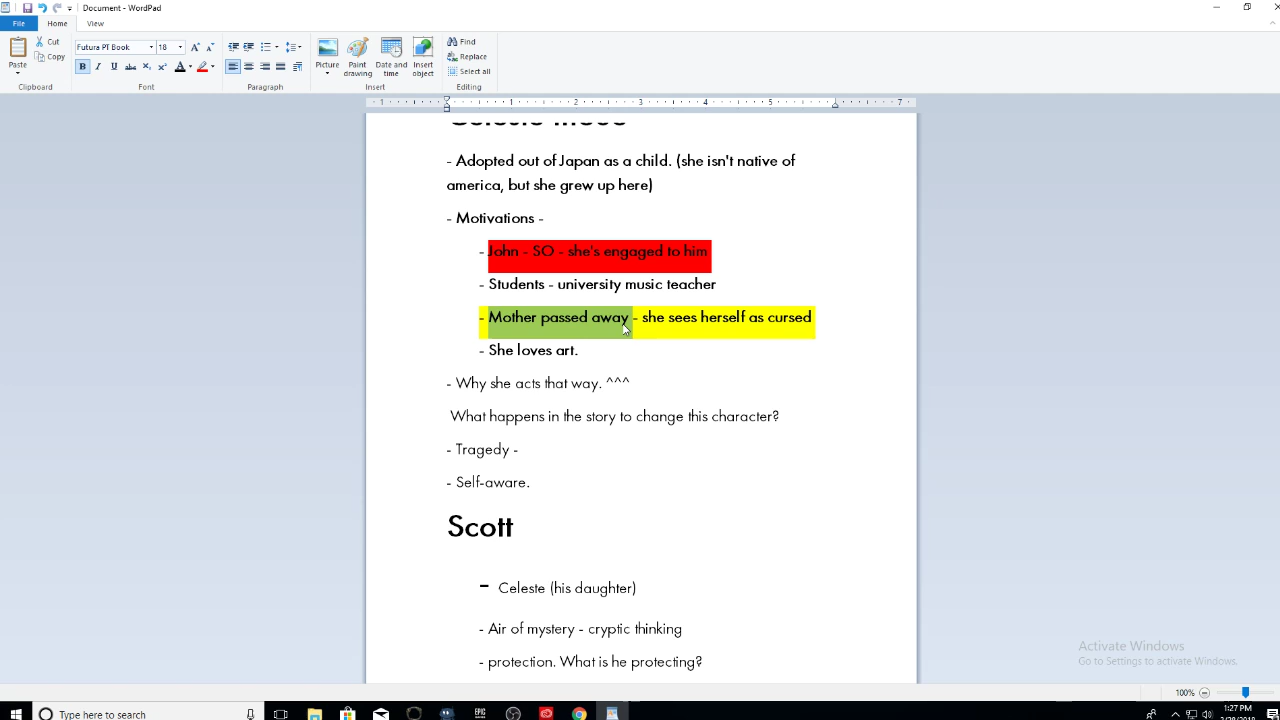 Document - WordPad
File
Home
View
Paste
Cut
Copy
Clipboard
Futura PT Book
18
Font
Paragraph
Picture
Paint drawing
Date and time
Insert object
Insert
Find
Replace
Select all
Editing
- Adopted out of Japan as a child. (she isn't native of
america, but she grew up here)
- Motivations -
- John - SO - she's engaged to him
- Students - university music teacher
- Mother passed away - she sees herself as cursed
- She loves art.
- Why she acts that way. ^^^
What happens in the story to change this character?
- Tragedy -
- Self-aware.
Scott
- Celeste (his daughter)
- Air of mystery - cryptic thinking
- protection. What is he protecting?
Activate Windows
Go to Settings to activate Windows.
100%
Type here to search
1:27 PM